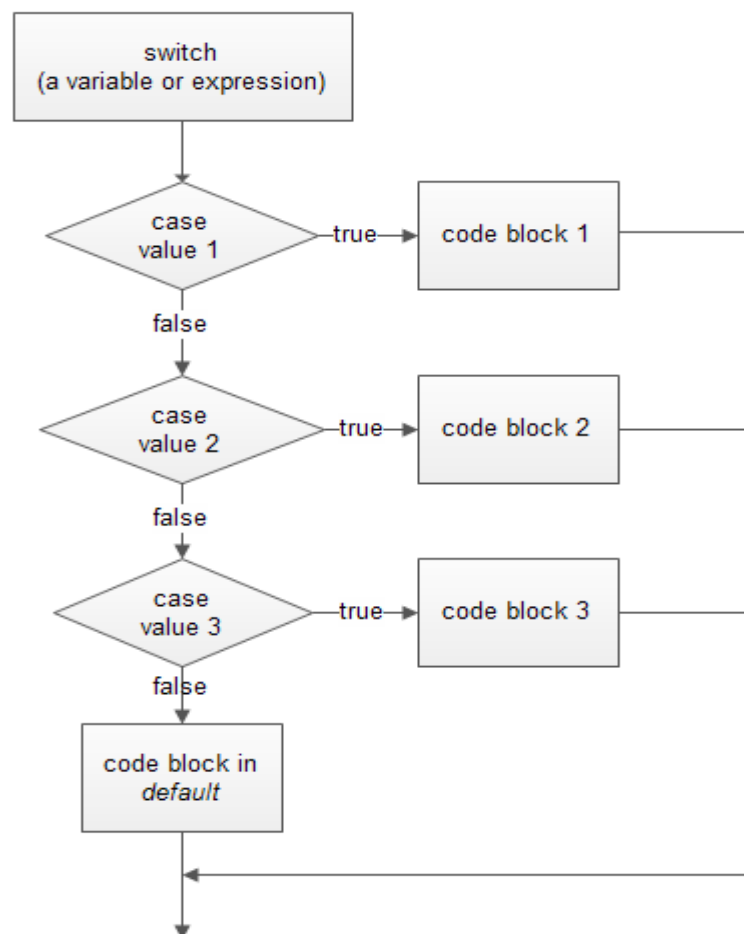 switch
(a variable or expression)
case
value 1
true
code block 1
false
case
value 2
true
code block 2
false
case
value 3
true
code block 3
false
code block in
default